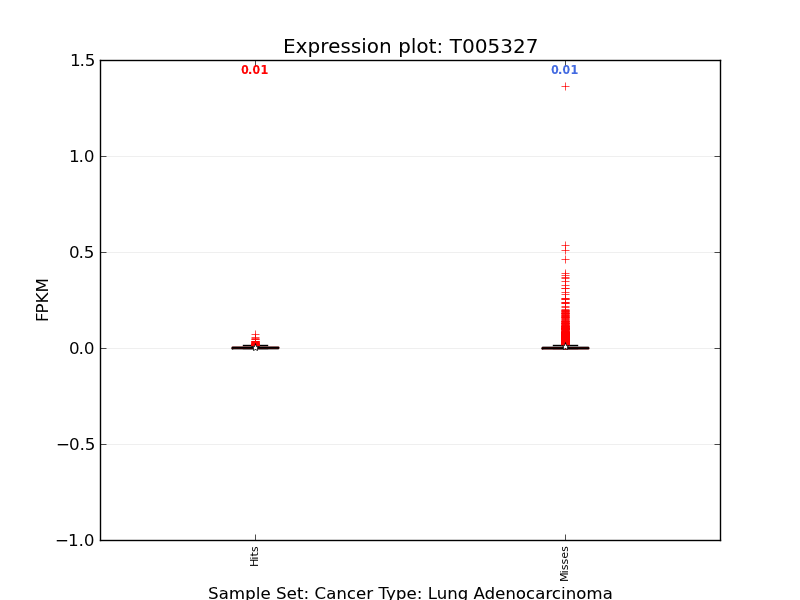 Expression plot: T005327
1.5
0.01
0.01
1.0
0.5
FPKM
0.0
−0.5
−1.0
Hits
Misses
Sample Set: Cancer Type: Lung Adenocarcinoma